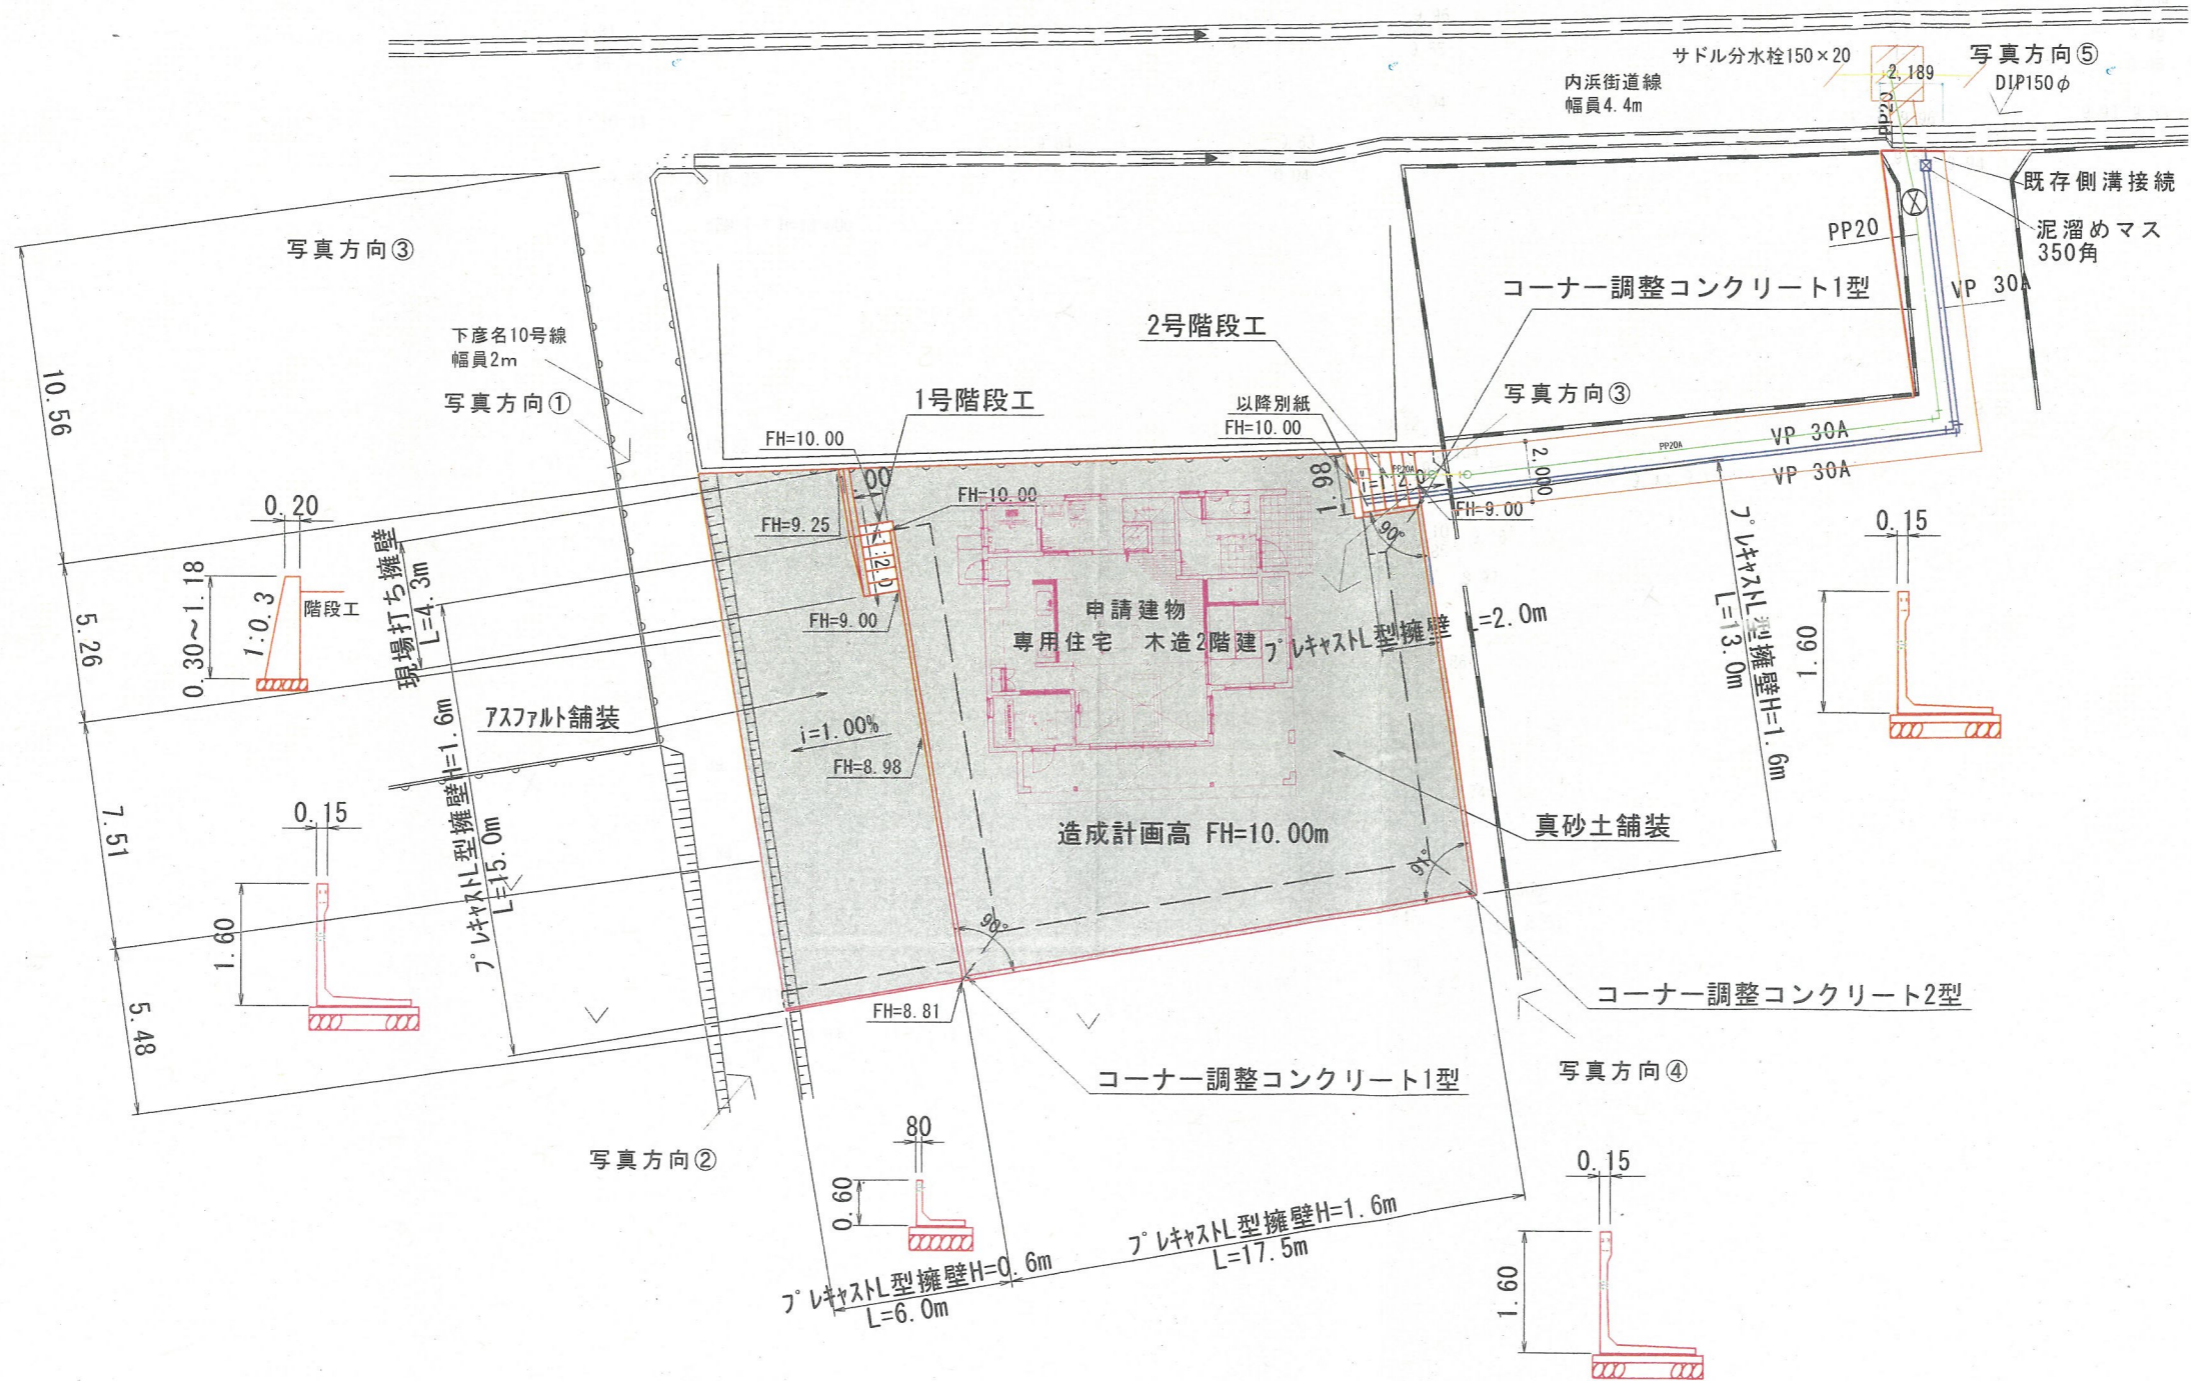 サドル分水栓150×20
写真方向⑤
2,189
DIP150φ
内浜街道線
幅員4.4m
PP20
既存側溝接続
泥溜めマス
350角
PP20
VP 30A
写真方向③
コーナー調整コンクリート1型
2号階段工
下彦名10号線
幅員2m
写真方向①
1号階段工
写真方向③
以降別紙
FH=10.00
FH=10.00
10.56
VP 30A
PP20A
VP 30A
2,000
1.98
FH=10.00
FH=9.25
FH=9.00
90°
0.20
0.30～1.18
1:0.3
階段工
現場打ち擁壁
L=4.3m
1:2.0
FH=9.00
5.26
申請建物
専用住宅 木造2階建
プレキャストL型擁壁 L=2.0m
プレキャストL型擁壁H=1.6m
L=13.0m
0.15
1.60
アスファルト舗装
i=1.00%
FH=8.98
プレキャストL型擁壁H=1.6m
L=15.0m
7.51
0.15
1.60
造成計画高 FH=10.00m
真砂土舗装
91°
90°
5.48
FH=8.81
コーナー調整コンクリート2型
コーナー調整コンクリート1型
写真方向④
写真方向②
80
0.60
プレキャストL型擁壁H=0.6m
L=6.0m
プレキャストL型擁壁H=1.6m
L=17.5m
0.15
1.60